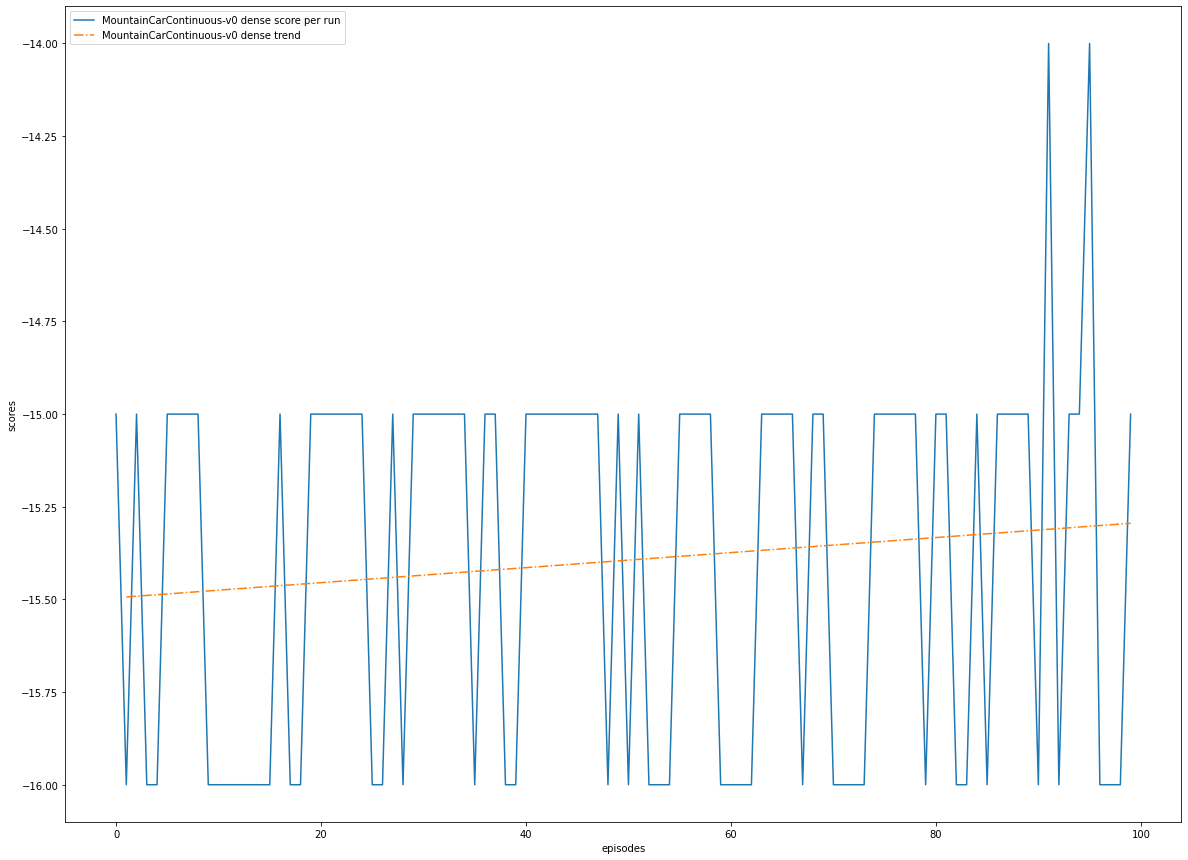 MountainCarContinuous-v0 dense score per run
MountainCarContinuous-v0 dense trend
−14.00
−14.25
−14.50
−14.75
−15.00
−15.25
−15.50
−15.75
−16.00
scores
0 20 40 60 80 100
episodes